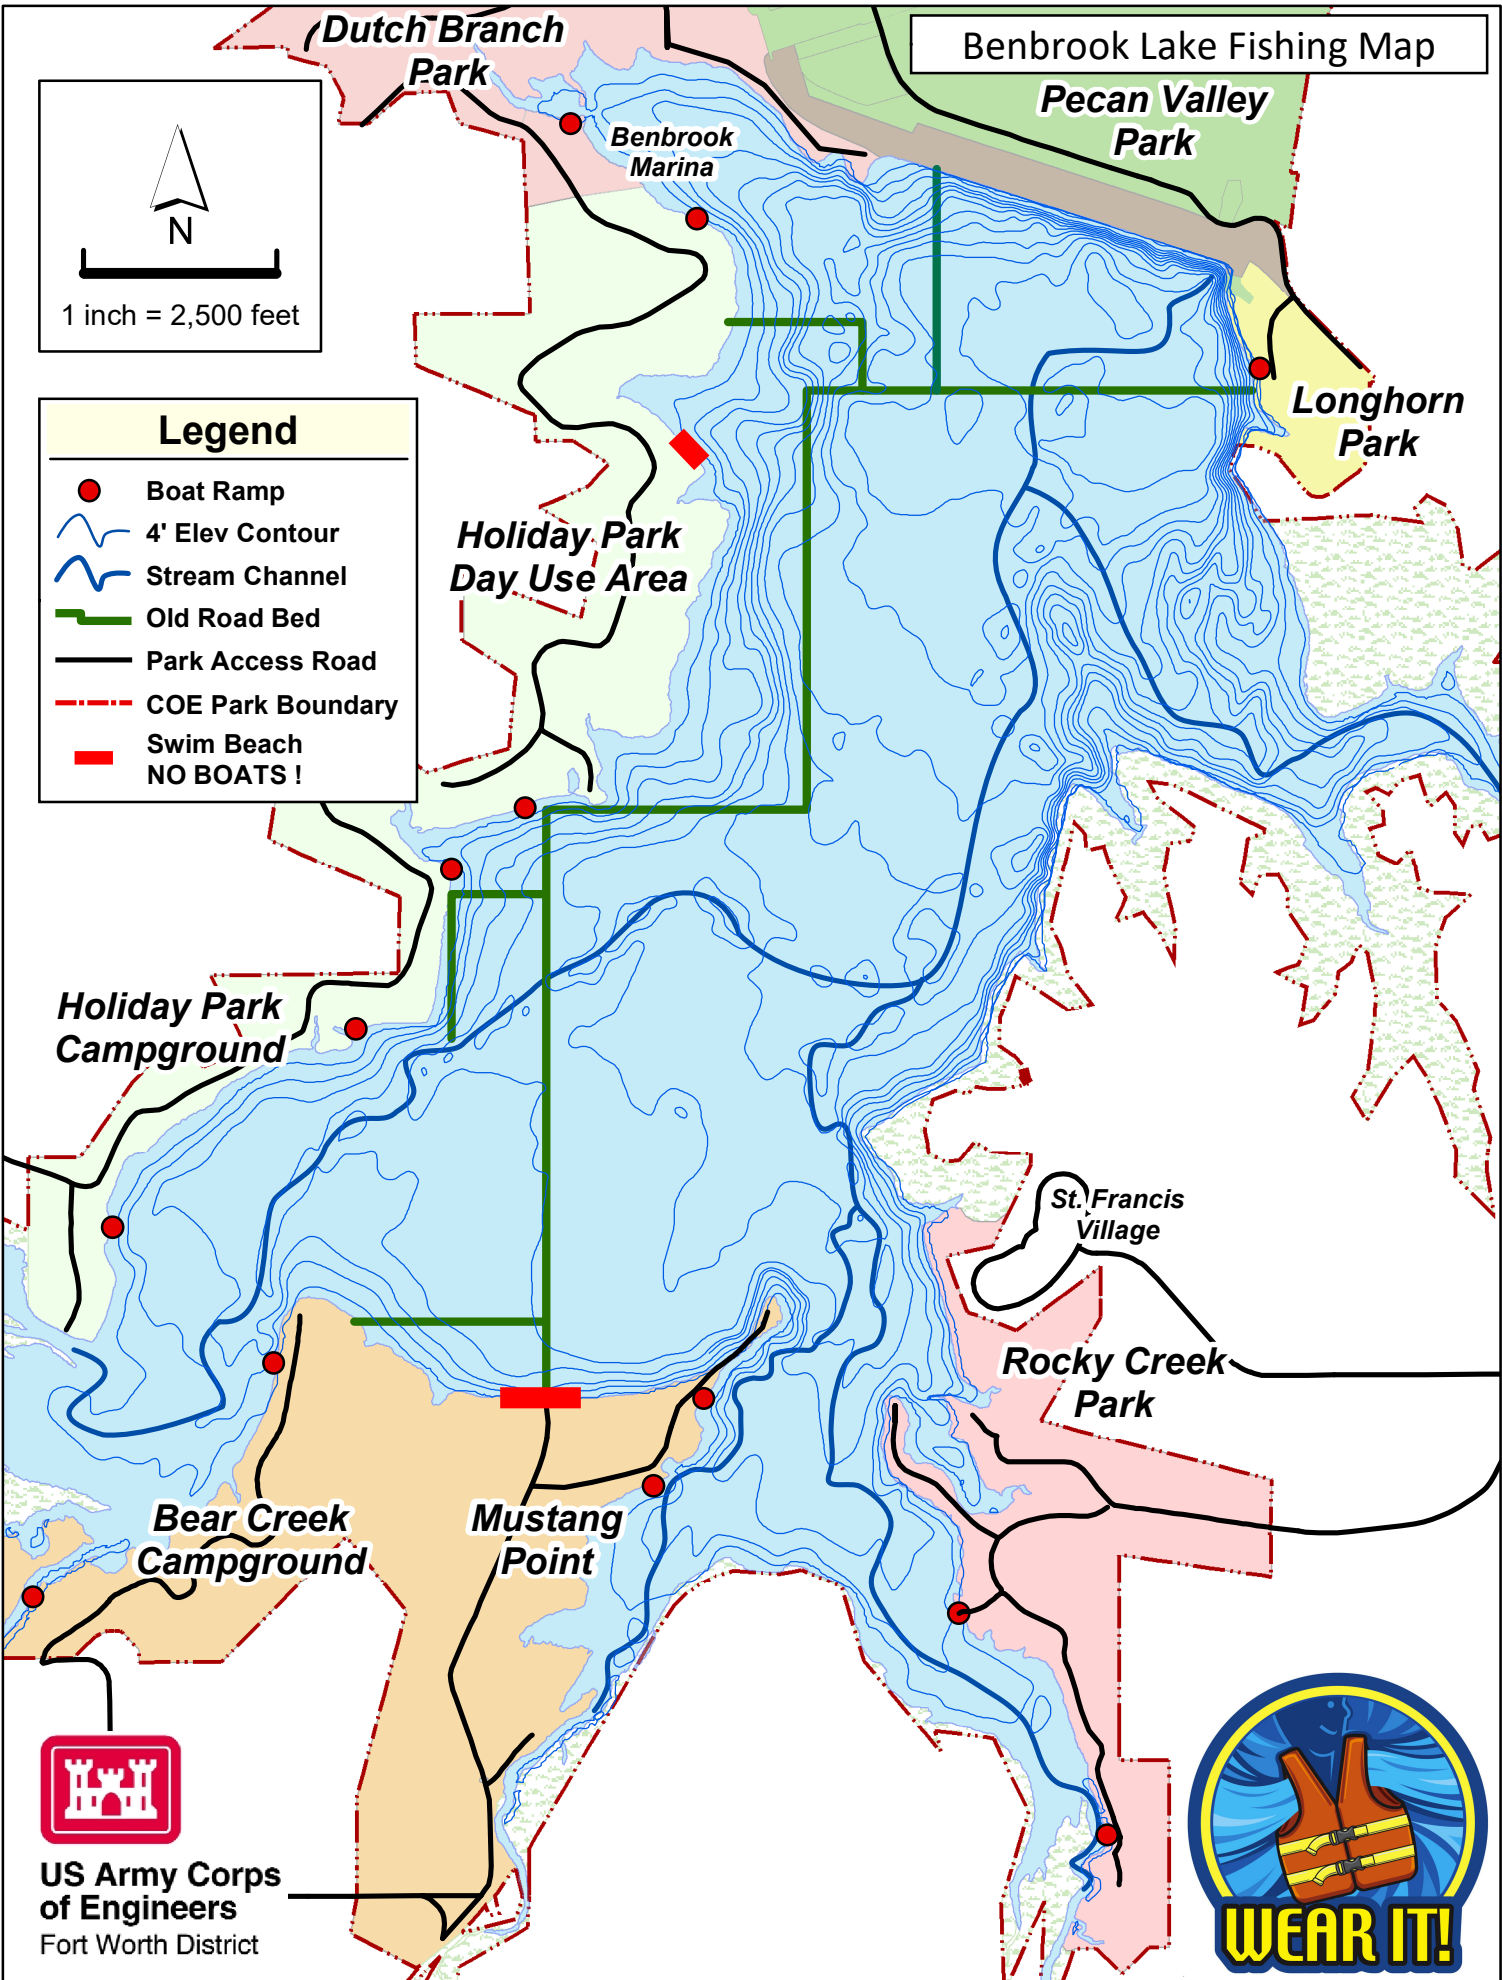 Benbrook Lake Fishing Map
Dutch Branch
Park
Pecan Valley
Park
Benbrook
Marina
N
1 inch = 2,500 feet
Legend
Boat Ramp
4' Elev Contour
Stream Channel
Old Road Bed
Park Access Road
COE Park Boundary
Swim Beach
NO BOATS !
Longhorn
Park
Holiday Park
Day Use Area
Holiday Park
Campground
St. Francis
Village
Rocky Creek
Park
Bear Creek
Campground
Mustang
Point
US Army Corps
of Engineers
Fort Worth District
WEAR IT!